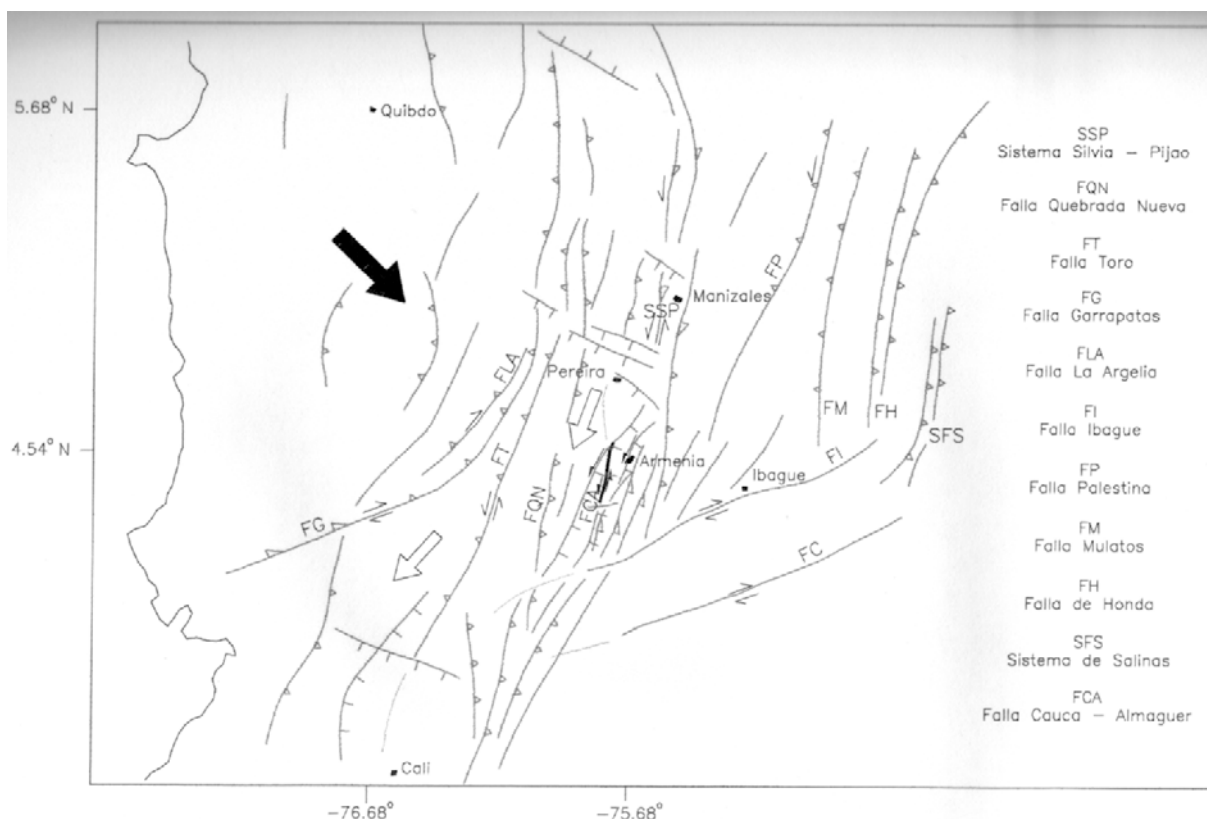 5.68° N
Quibdo
SSP
Sistema Silvia – Pijao
FQN
Falla Quebrada Nueva
FT
Falla Toro
FG
Falla Garrapatas
FLA
Falla La Argelia
FI
Falla Ibague
FP
Falla Palestina
FM
Falla Mulatos
FH
Falla de Honda
SFS
Sistema de Salinas
FCA
Falla Cauca – Almaguer
FP
Manizales
SSP
FLA
Pereira
FM
FH
SFS
4.54° N
FT
Armenia
FI
Ibague
FQN
FCA
FG
FC
Cali
-76.68°
-75.68°